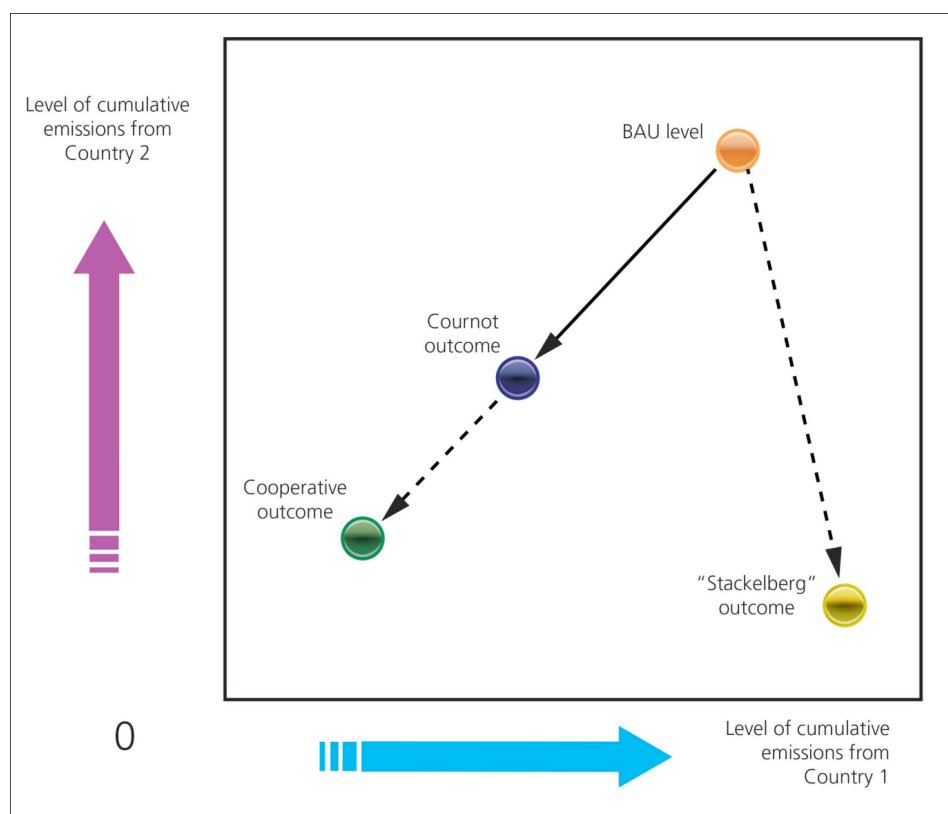 Level of cumulative
emissions from
Country 2
BAU level
Cournot
outcome
Cooperative
outcome
“Stackelberg”
outcome
0
Level of cumulative
emissions from
Country 1